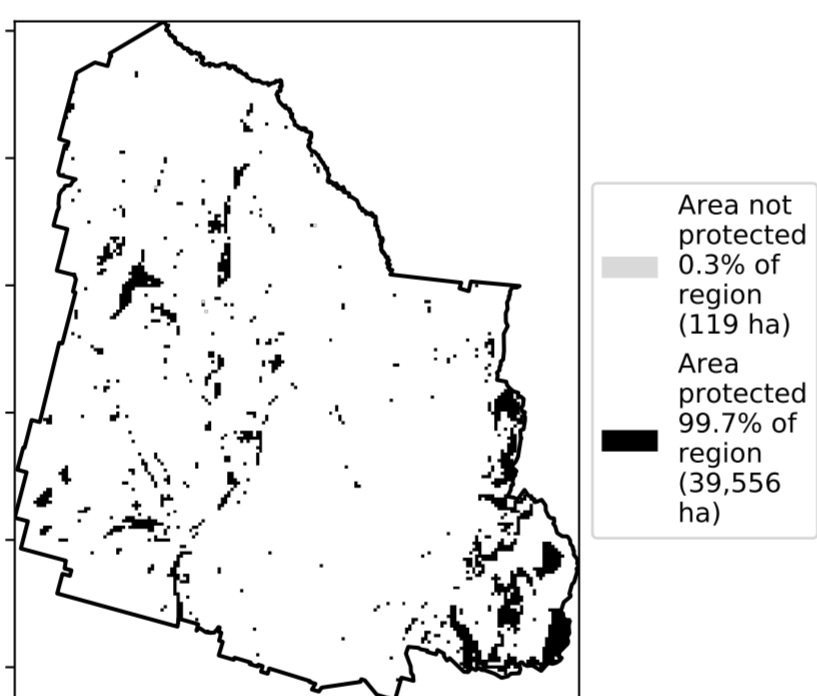 Area not
protected
0.3% of
region
(119 ha)
Area
protected
99.7% of
region
(39,556
ha)